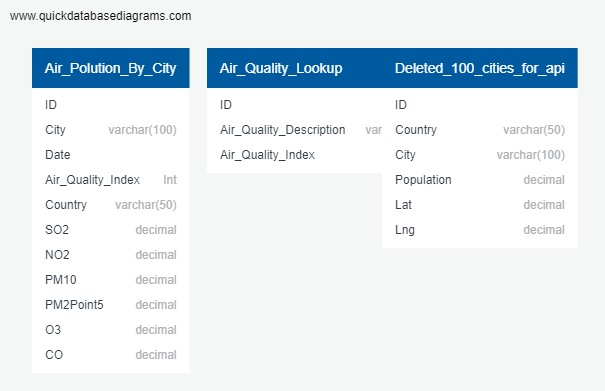 www.quickdatabasediagrams.com
Air_Polution_By_City
ID
City varchar(100)
Date
Air_Quality_Index Int
Country varchar(50)
SO2 decimal
NO2 decimal
PM10 decimal
PM2Point5 decimal
O3 decimal
CO decimal
Air_Quality_Lookup
ID
Air_Quality_Description var
Air_Quality_Index
Deleted_100_cities_for_api
ID
Country varchar(50)
City varchar(100)
Population decimal
Lat decimal
Lng decimal